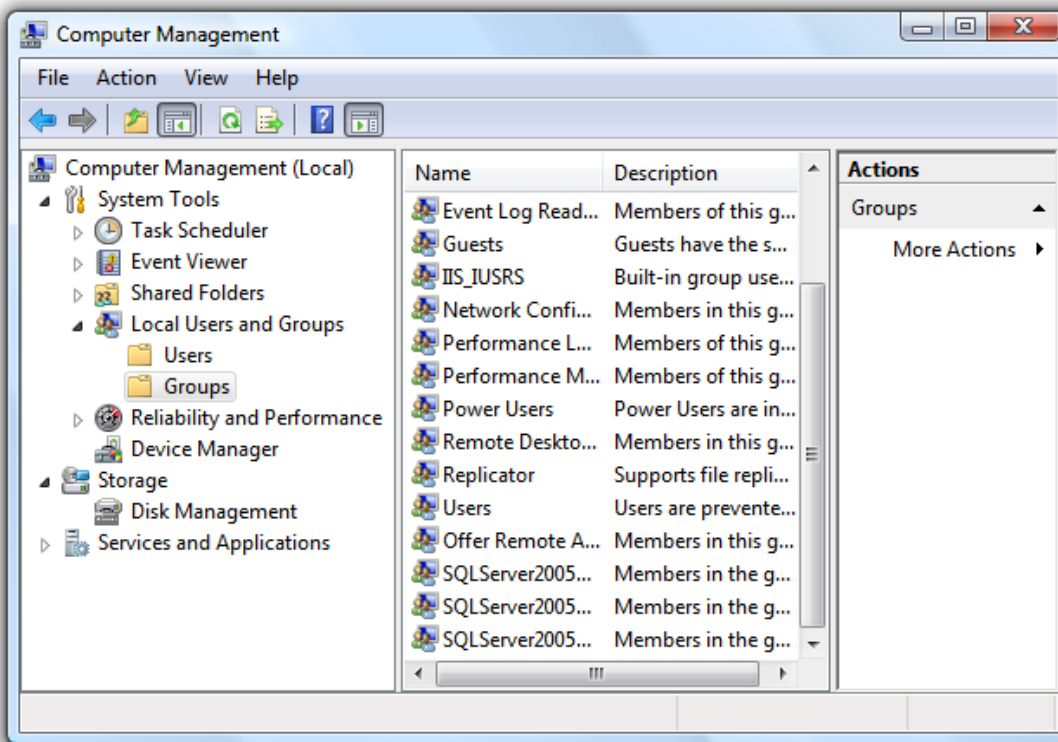 Computer Management
File Action View Help
Computer Management (Local)
System Tools
Task Scheduler
Event Viewer
Shared Folders
Local Users and Groups
Users
Groups
Reliability and Performance
Device Manager
Storage
Disk Management
Services and Applications
Name Description
Event Log Read... Members of this g...
Guests Guests have the s...
IIS_IUSRS Built-in group use...
Network Confi... Members in this g...
Performance L... Members of this g...
Performance M... Members of this g...
Power Users Power Users are in...
Remote Deskto... Members in this g...
Replicator Supports file repli...
Users Users are prevente...
Offer Remote A... Members in this g...
SQLServer2005... Members in the g...
SQLServer2005... Members in the g...
SQLServer2005... Members in the g...
Actions
Groups
More Actions